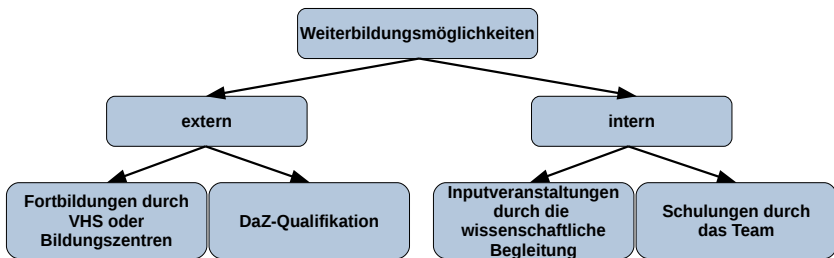 Weiterbildungsmöglichkeiten
extern
intern
Fortbildungen durch
VHS oder
Bildungszentren
DaZ-Qualifikation
Inputveranstaltungen
durch die
wissenschaftliche
Begleitung
Schulungen durch
das Team